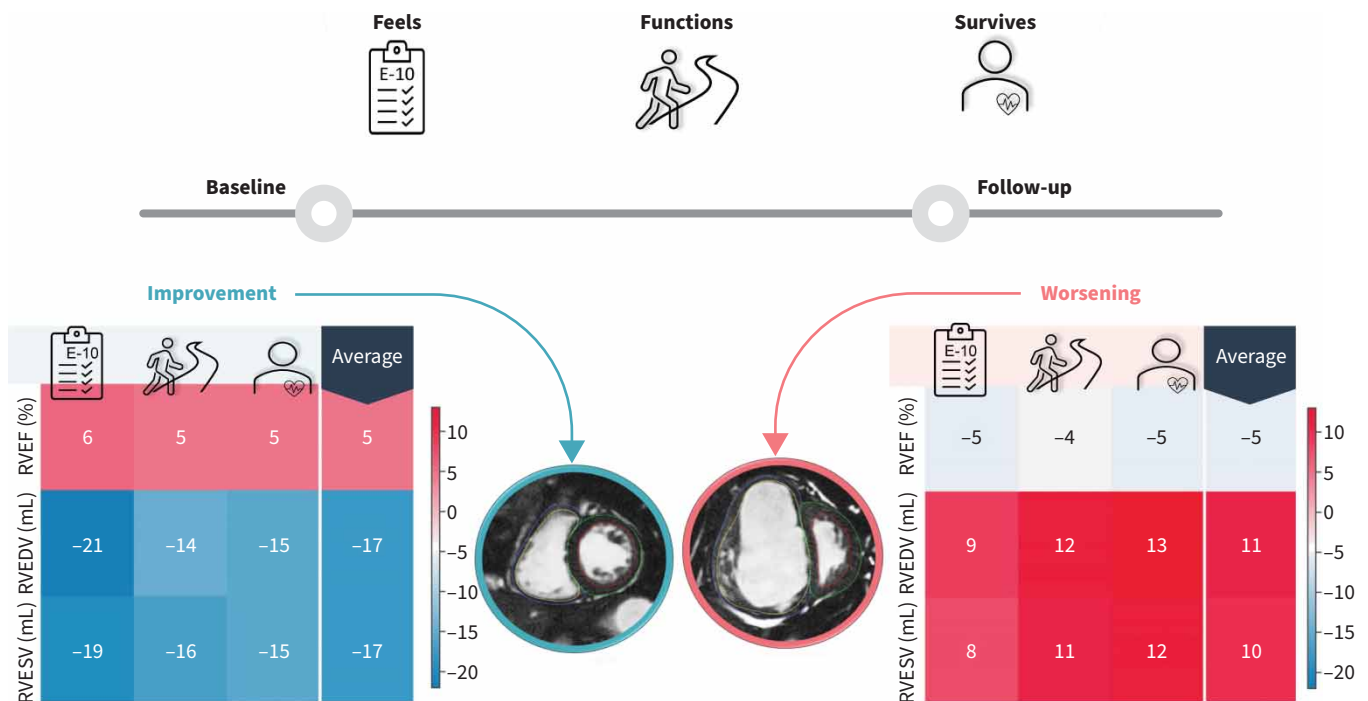 Feels Functions Survives
E-10
Baseline Follow-up
Improvement Worsening
E-10 Average
RVEF (%) 6 5 5 5
RVEDV (mL) –21 –14 –15 –17
RVESV (mL) –19 –16 –15 –17
10
5
0
–5
–10
–15
–20
E-10 Average
RVEF (%) –5 –4 –5 –5
RVEDV (mL) 9 12 13 11
RVESV (mL) 8 11 12 10
10
5
0
–5
–10
–15
–20